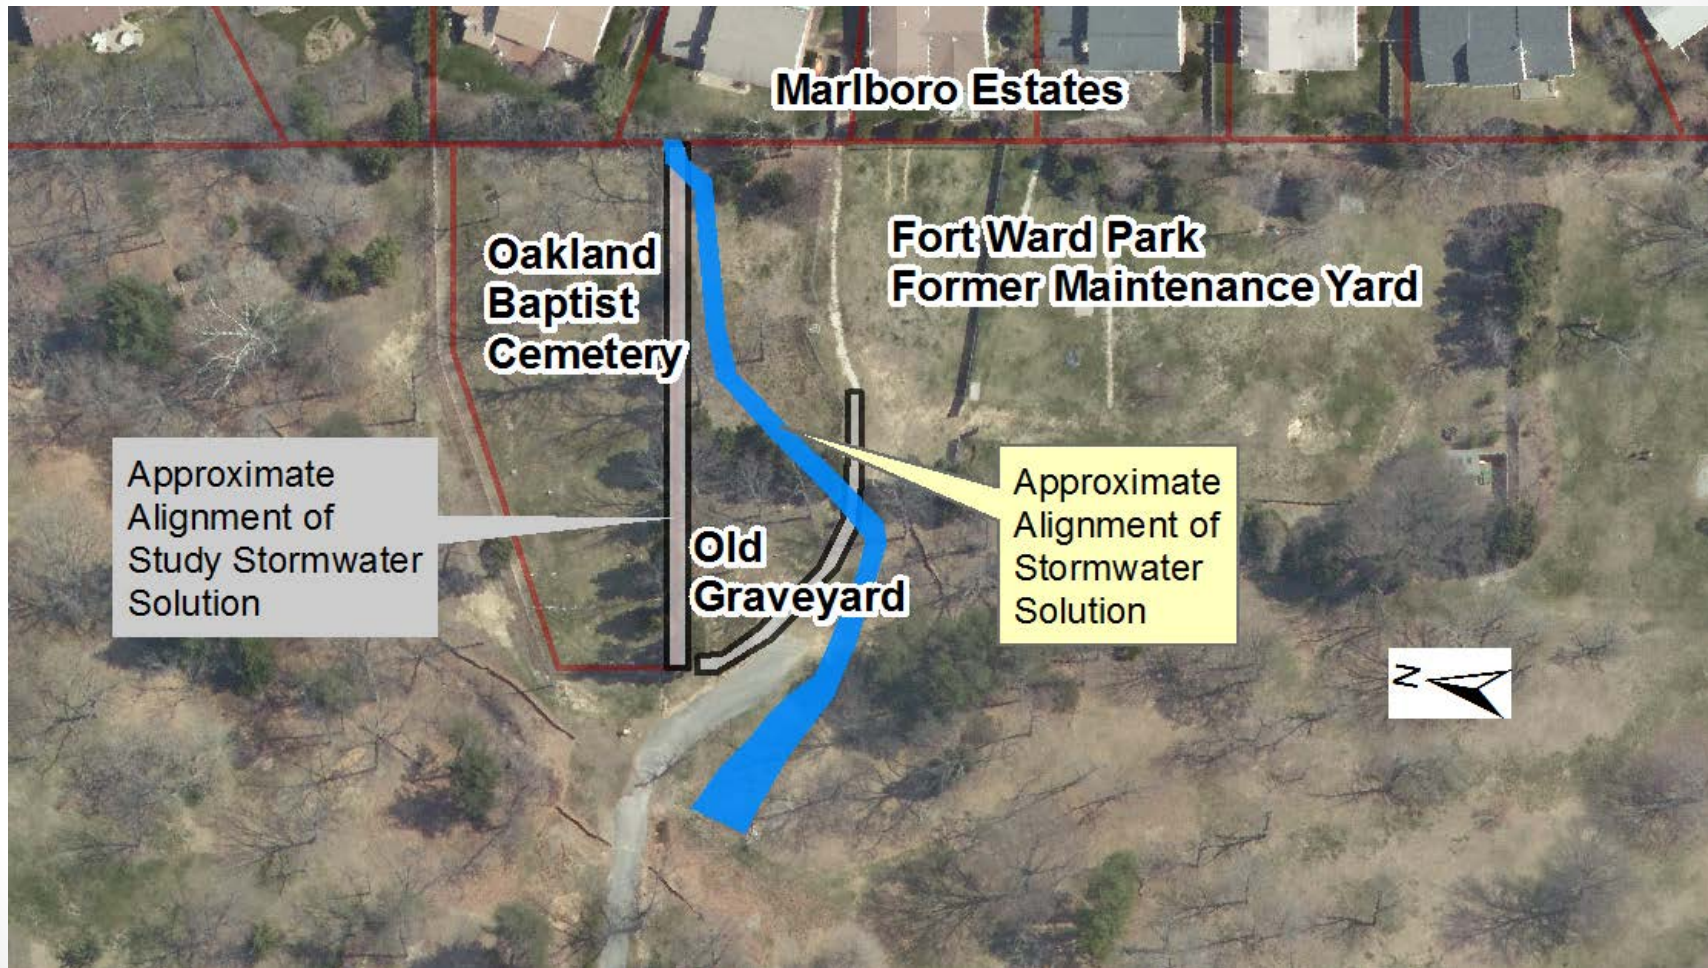 Marlboro Estates
Oakland
Baptist
Cemetery
Fort Ward Park
Former Maintenance Yard
Approximate
Alignment of
Study Stormwater
Solution
Old
Graveyard
Approximate
Alignment of
Stormwater
Solution
N